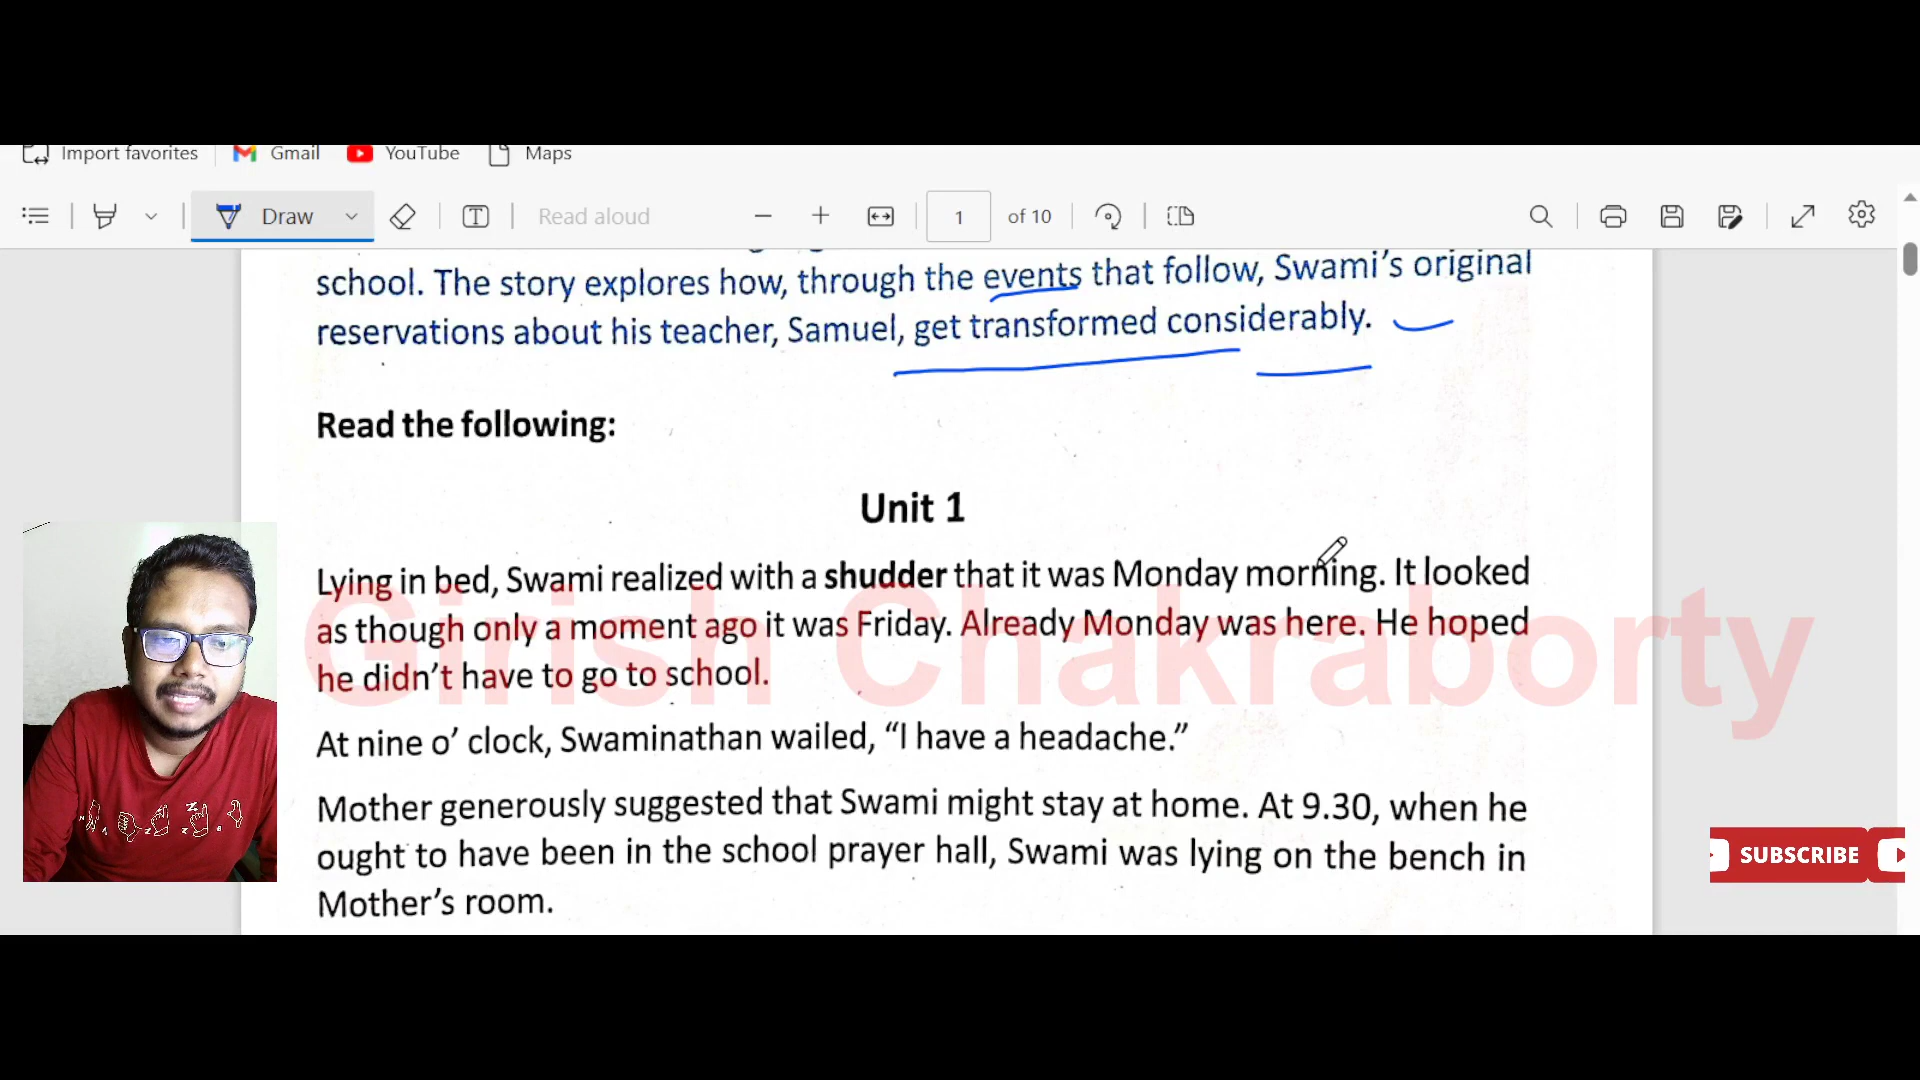 Import favorites Gmail YouTube Maps
Draw Read aloud 1 of 10
school. The story explores how, through the events that follow, Swami's original
reservations about his teacher, Samuel, get transformed considerably.
Read the following:
Unit 1
Lying in bed, Swami realized with a shudder that it was Monday morning. It looked
as though only a moment ago it was Friday. Already Monday was here. He hoped
he didn't have to go to school.
Girish Chakraborty
At nine o' clock, Swaminathan wailed, “I have a headache.”
Mother generously suggested that Swami might stay at home. At 9.30, when he
ought to have been in the school prayer hall, Swami was lying on the bench in
Mother's room.
SUBSCRIBE